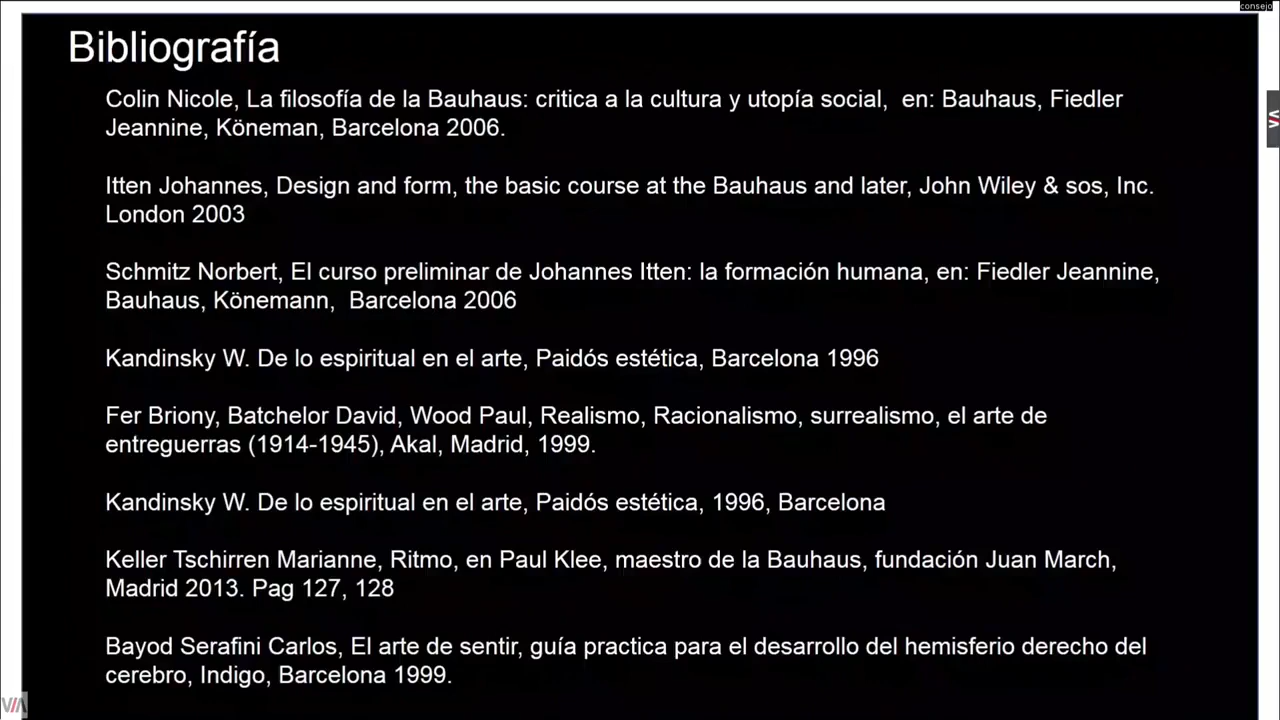 consejo
Bibliografía
Colin Nicole, La filosofía de la Bauhaus: critica a la cultura y utopía social, en: Bauhaus, Fiedler
Jeannine, Köneman, Barcelona 2006.
Itten Johannes, Design and form, the basic course at the Bauhaus and later, John Wiley & sos, Inc.
London 2003
Schmitz Norbert, El curso preliminar de Johannes Itten: la formación humana, en: Fiedler Jeannine,
Bauhaus, Könemann, Barcelona 2006
Kandinsky W. De lo espiritual en el arte, Paidós estética, Barcelona 1996
Fer Briony, Batchelor David, Wood Paul, Realismo, Racionalismo, surrealismo, el arte de
entreguerras (1914-1945), Akal, Madrid, 1999.
Kandinsky W. De lo espiritual en el arte, Paidós estética, 1996, Barcelona
Keller Tschirren Marianne, Ritmo, en Paul Klee, maestro de la Bauhaus, fundación Juan March,
Madrid 2013. Pag 127, 128
Bayod Serafini Carlos, El arte de sentir, guía practica para el desarrollo del hemisferio derecho del
cerebro, Indigo, Barcelona 1999.